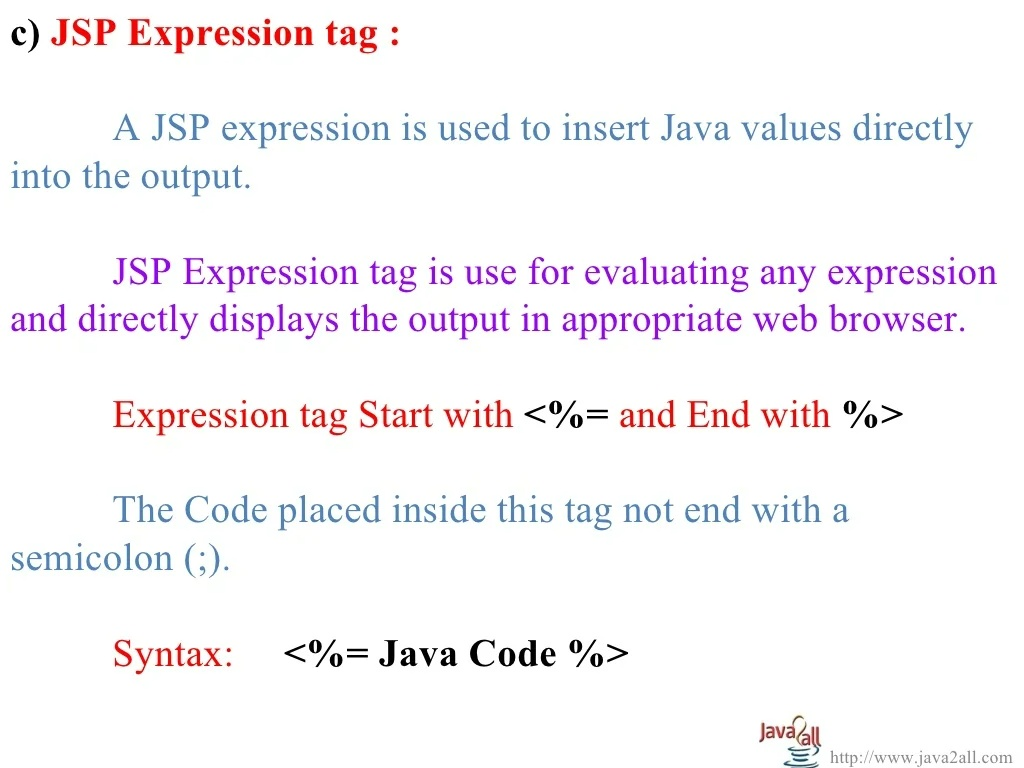 c) JSP Expression tag :
A JSP expression is used to insert Java values directly
into the output.
JSP Expression tag is use for evaluating any expression
and directly displays the output in appropriate web browser.
Expression tag Start with <%= and End with %>
The Code placed inside this tag not end with a
semicolon (;).
Syntax: <%= Java Code %>
Java2all
http://www.java2all.com